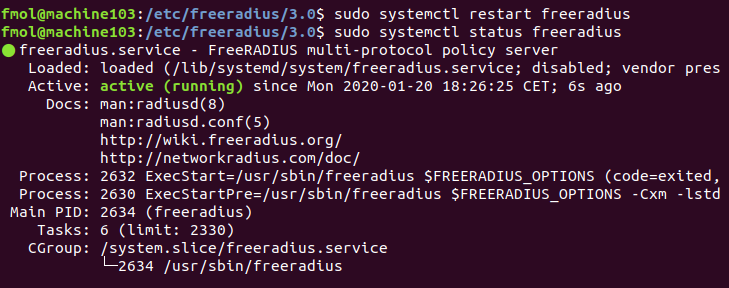 fmol@machine103:/etc/freeradius/3.0$ sudo systemctl restart freeradius
fmol@machine103:/etc/freeradius/3.0$ sudo systemctl status freeradius
● freeradius.service - FreeRADIUS multi-protocol policy server
   Loaded: loaded (/lib/systemd/system/freeradius.service; disabled; vendor pres
   Active: active (running) since Mon 2020-01-20 18:26:25 CET; 6s ago
     Docs: man:radiusd(8)
           man:radiusd.conf(5)
           http://wiki.freeradius.org/
           http://networkradius.com/doc/
  Process: 2632 ExecStart=/usr/sbin/freeradius $FREERADIUS_OPTIONS (code=exited,
  Process: 2630 ExecStartPre=/usr/sbin/freeradius $FREERADIUS_OPTIONS -Cxm -lstd
 Main PID: 2634 (freeradius)
    Tasks: 6 (limit: 2330)
   CGroup: /system.slice/freeradius.service
           └─2634 /usr/sbin/freeradius